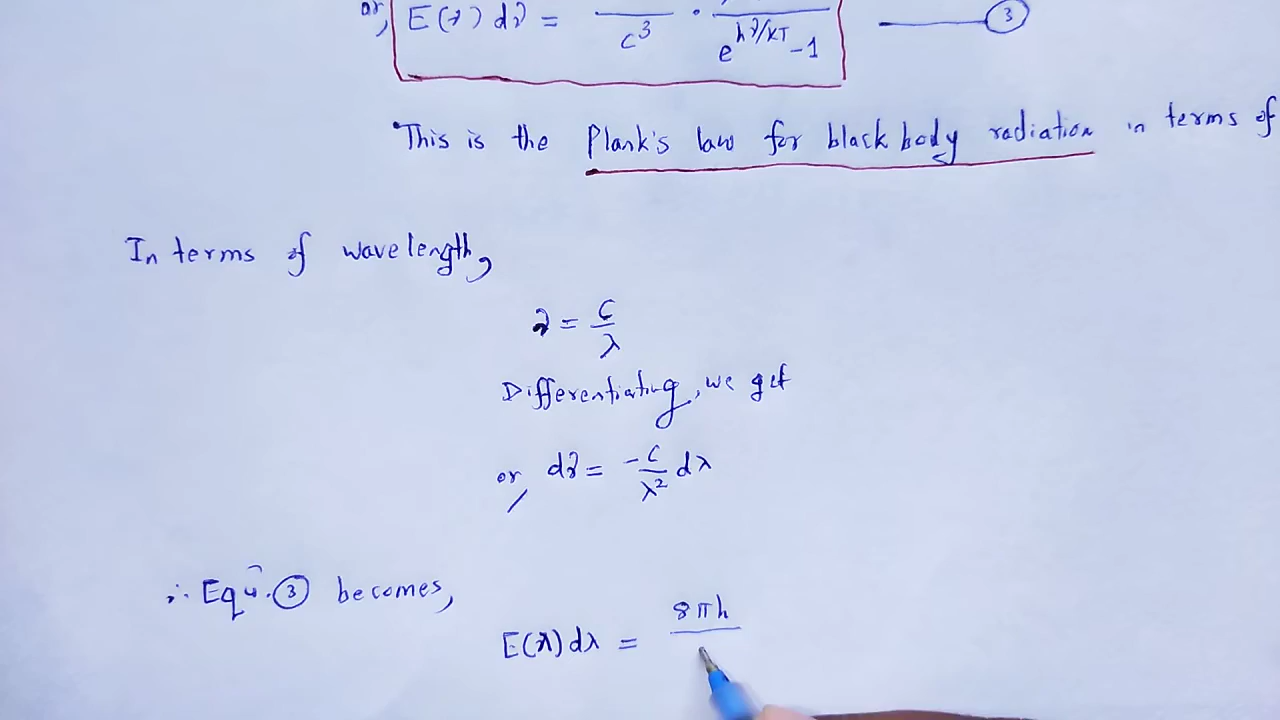 or, E(ν) dν = / c³ · / e^hν/KT -1 ③
This is the Plank's law for black body radiation in terms of
In terms of wavelength,
ν = c/λ
Differentiating, we get
or, dν = -c/λ² dλ
∴ Equⁿ. ③ becomes,
E(λ) dλ = 8πh